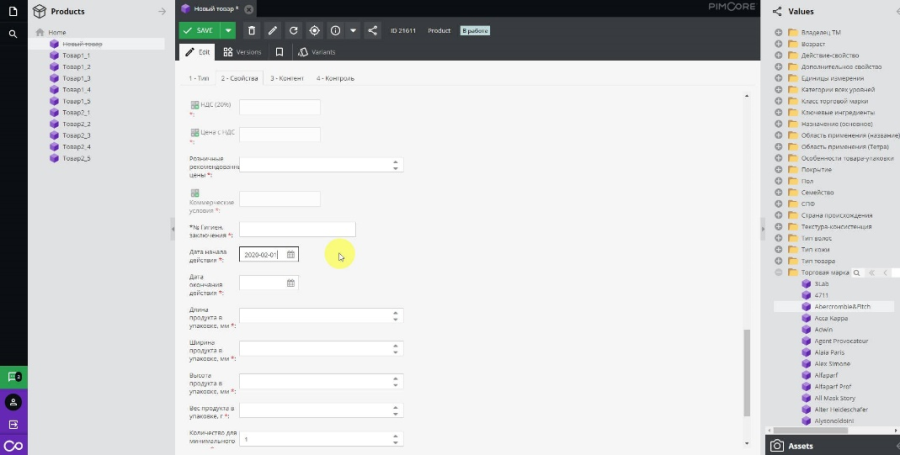 Products
Home
Новый товар
Товар1_1
Товар1_2
Товар1_3
Товар1_4
Товар1_5
Товар2_1
Товар2_2
Товар2_3
Товар2_4
Товар2_5
Новый товар *
PIMCORE
SAVE
ID 21611
Product
В работе
Edit
Versions
Variants
1 - Тип
2 - Свойства
3 - Контент
4 - Контроль
НДС (20%)
*:
Цена с НДС
*:
Розничные
рекомендованн
цены *:
Коммерческие
условия *:
*№ Гигиен.
заключения *:
Дата начала
действия *:
2020-02-01
Дата
окончания
действия *:
Длина
продукта в
упаковке, мм *:
Ширина
продукта в
упаковке, мм *:
Высота
продукта в
упаковке, мм *:
Вес продукта в
упаковке, г *:
Количество для
минимального
1
Values
Владелец ТМ
Возраст
Действие-свойство
Дополнительное свойство
Единицы измерения
Категории всех уровней
Класс торговой марки
Ключевые ингредиенты
Назначение (основное)
Область применения (название)
Область применения (Тетра)
Особенности товара-упаковки
Покрытие
Пол
Семейство
СПФ
Страна происхождения
Текстура-консистенция
Тип волос
Тип кожи
Тип товара
Торговая марка
3Lab
4711
Abercrombie&Fitch
Acca Kappa
Adwin
Agent Provocateur
Alaia Paris
Alex Simone
Alfaparf
Alfaparf Prof
All Mask Story
Alter Heideschafer
Alyssonoldoini
Assets